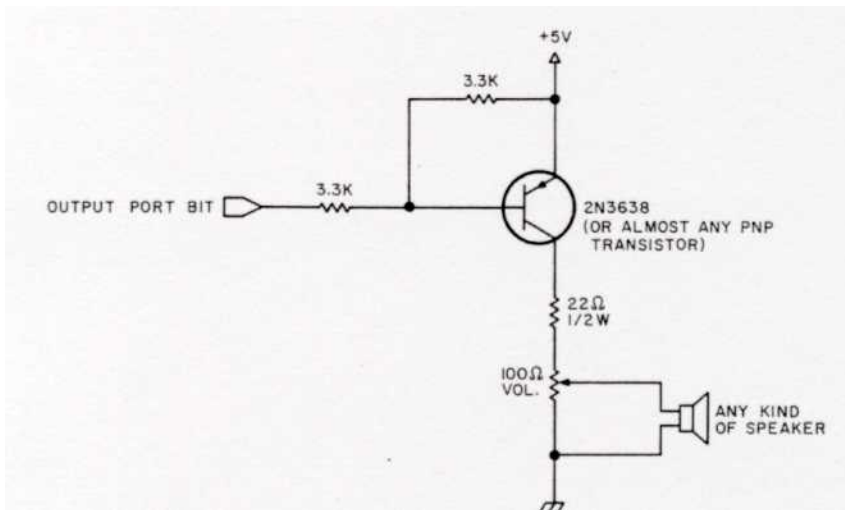 +5V
3.3K
3.3K
OUTPUT PORT BIT
2N3638
(OR ALMOST ANY PNP
TRANSISTOR)
22Ω
1/2W
100Ω
VOL.
ANY KIND
OF SPEAKER